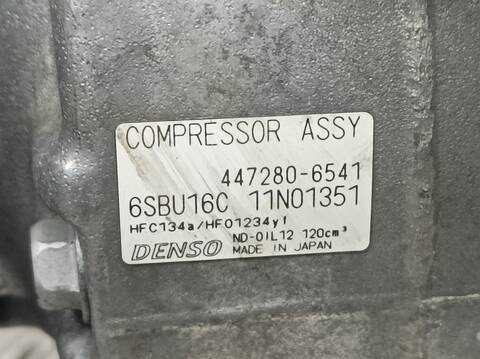 COMPRESSOR ASSY
447280-6541
6SBU16C 11N01351
HFC134a/HFO1234yf
DENSO ND-OIL12 120cm³
MADE IN JAPAN